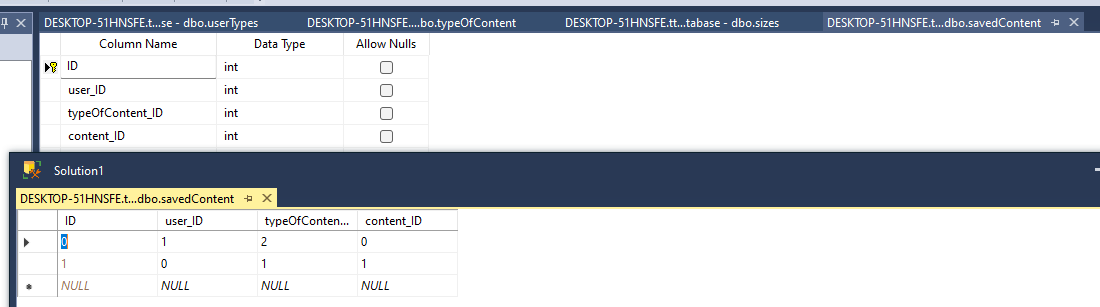 DESKTOP-51HNSFE.t...se - dbo.userTypes DESKTOP-51HNSFE....bo.typeOfContent DESKTOP-51HNSFE.tt...tabase - dbo.sizes DESKTOP-51HNSFE.t...dbo.savedContent
Column Name Data Type Allow Nulls
ID int
user_ID int
typeOfContent_ID int
content_ID int
Solution1
DESKTOP-51HNSFE.t...dbo.savedContent
ID user_ID typeOfConten... content_ID
0 1 2 0
1 0 1 1
NULL NULL NULL NULL